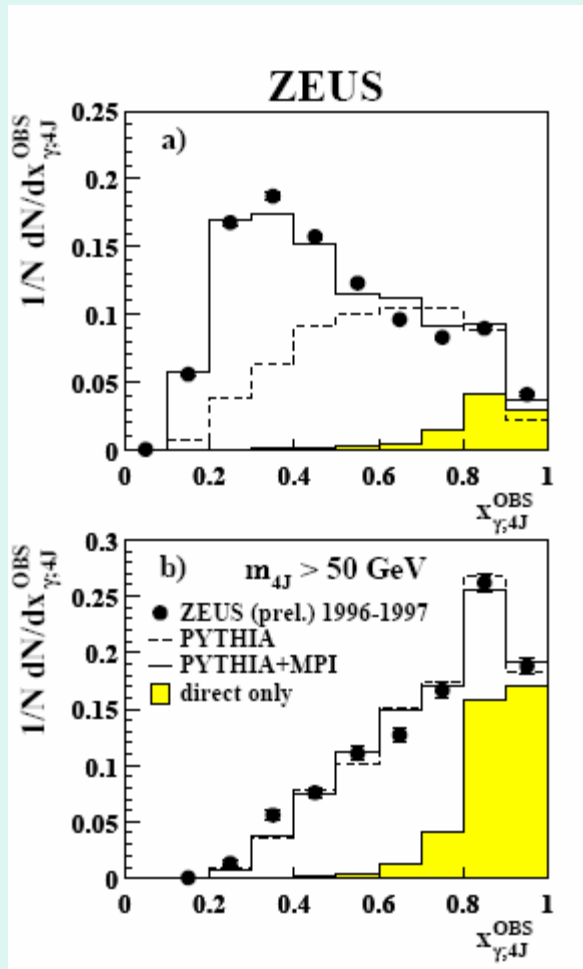 ZEUS
a)
1/N dN/dx^OBS_γ;4J
0.25
0.2
0.15
0.1
0.05
0
0 0.2 0.4 0.6 0.8 1
x^OBS_γ;4J
b) m_4J > 50 GeV
ZEUS (prel.) 1996-1997
PYTHIA
PYTHIA+MPI
direct only
1/N dN/dx^OBS_γ;4J
0.3
0.25
0.2
0.15
0.1
0.05
0
0 0.2 0.4 0.6 0.8 1
x^OBS_γ;4J